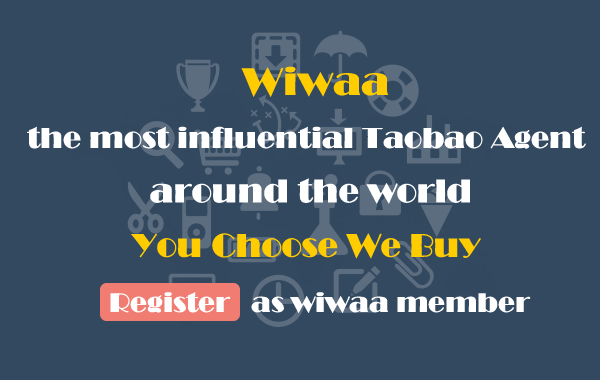 Wiwaa
the most influential Taobao Agent
around the world
You Choose We Buy
Register as wiwaa member